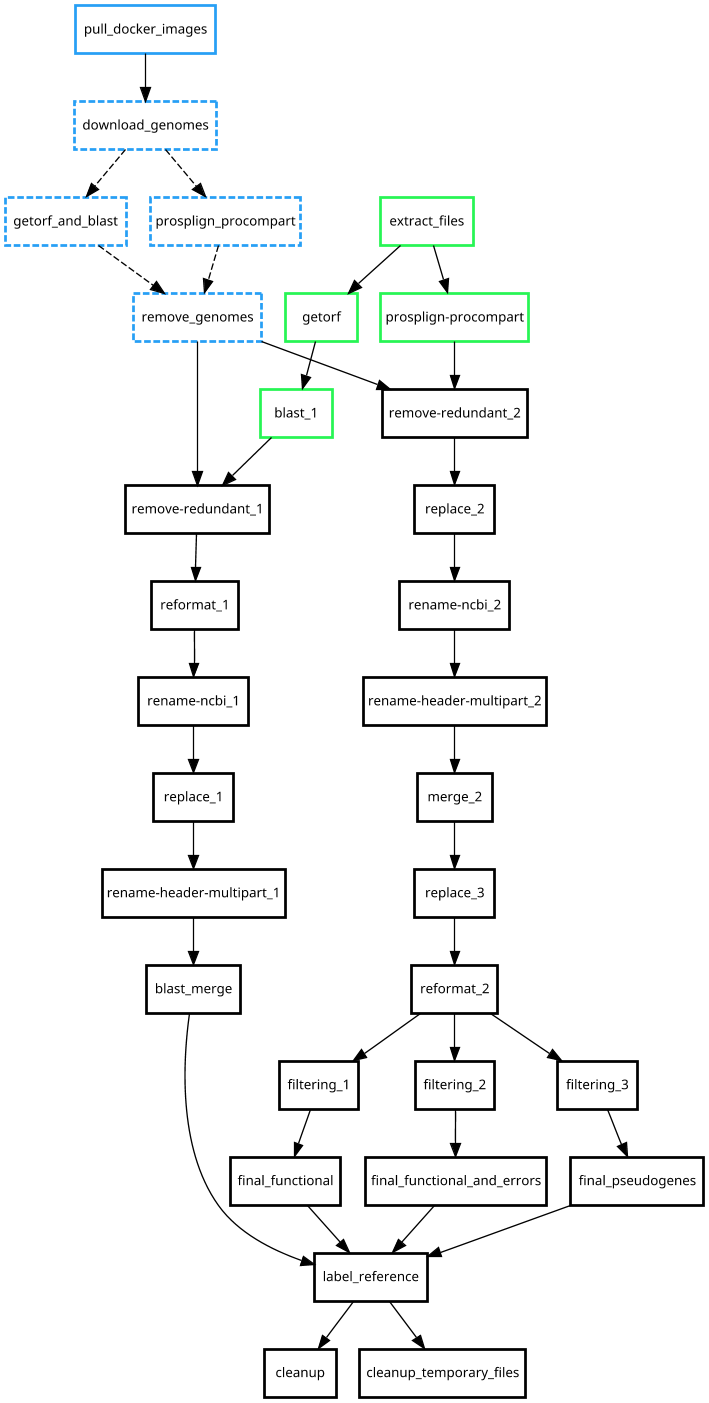 pull_docker_images
download_genomes
getorf_and_blast
prosplign_procompart
extract_files
remove_genomes
getorf
prosplign-procompart
blast_1
remove-redundant_2
remove-redundant_1
replace_2
reformat_1
rename-ncbi_2
rename-ncbi_1
rename-header-multipart_2
replace_1
merge_2
rename-header-multipart_1
replace_3
blast_merge
reformat_2
filtering_1
filtering_2
filtering_3
final_functional
final_functional_and_errors
final_pseudogenes
label_reference
cleanup
cleanup_temporary_files